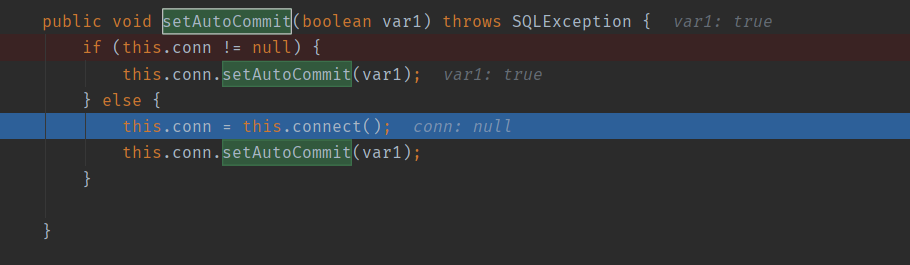 public void setAutoCommit(boolean var1) throws SQLException {  var1: true
if (this.conn != null) {
this.conn.setAutoCommit(var1);  var1: true
} else {
this.conn = this.connect();  conn: null
this.conn.setAutoCommit(var1);
}
}